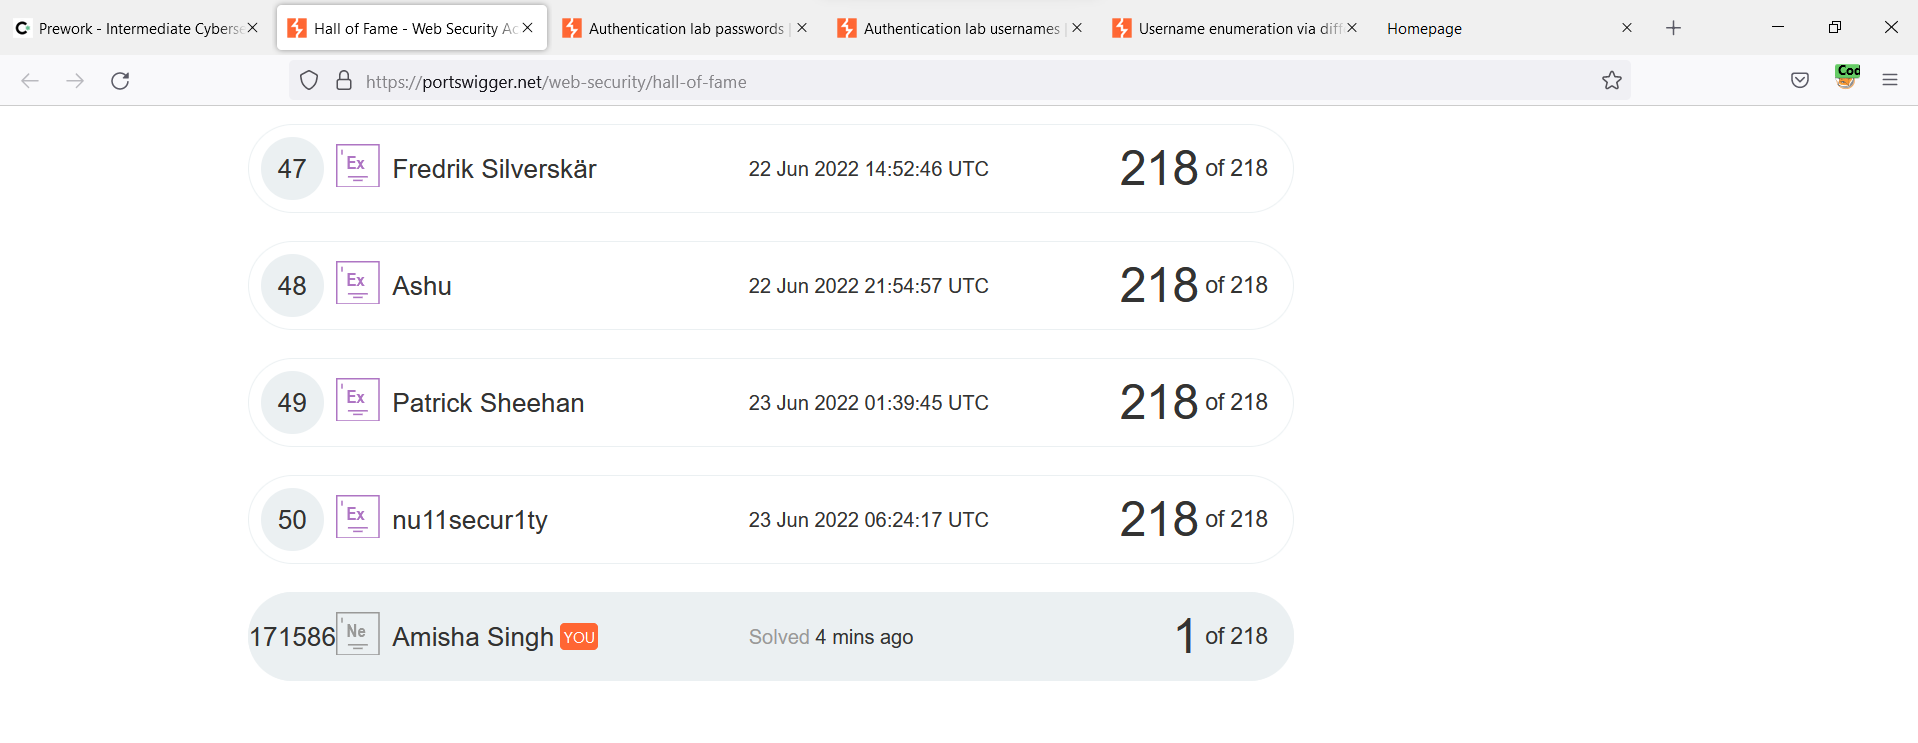 Prework - Intermediate Cyberse
Hall of Fame - Web Security Ac
Authentication lab passwords |
Authentication lab usernames |
Username enumeration via diff
Homepage
https://portswigger.net/web-security/hall-of-fame
Cod
47 Ex Fredrik Silverskär 22 Jun 2022 14:52:46 UTC 218 of 218
48 Ex Ashu 22 Jun 2022 21:54:57 UTC 218 of 218
49 Ex Patrick Sheehan 23 Jun 2022 01:39:45 UTC 218 of 218
50 Ex nu11secur1ty 23 Jun 2022 06:24:17 UTC 218 of 218
171586 Ne Amisha Singh YOU Solved 4 mins ago 1 of 218